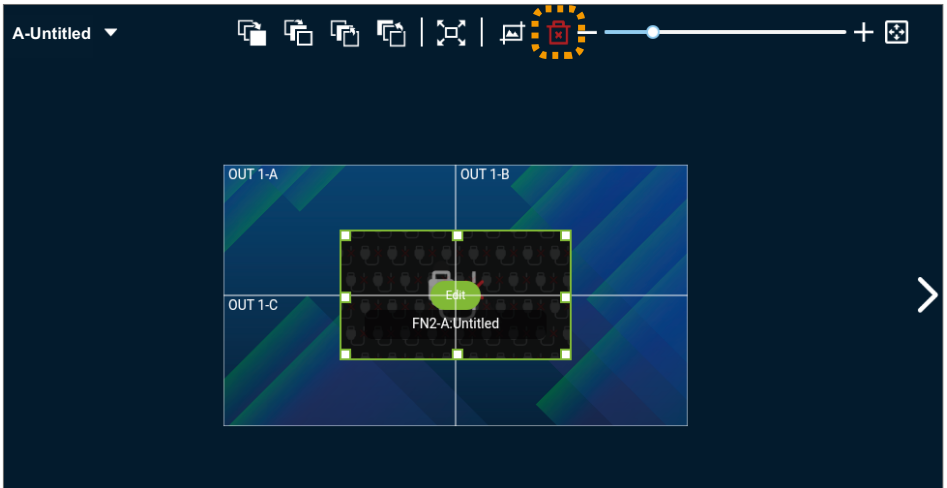 A-Untitled
OUT 1-A
OUT 1-B
Edit
OUT 1-C
FN2-A:Untitled